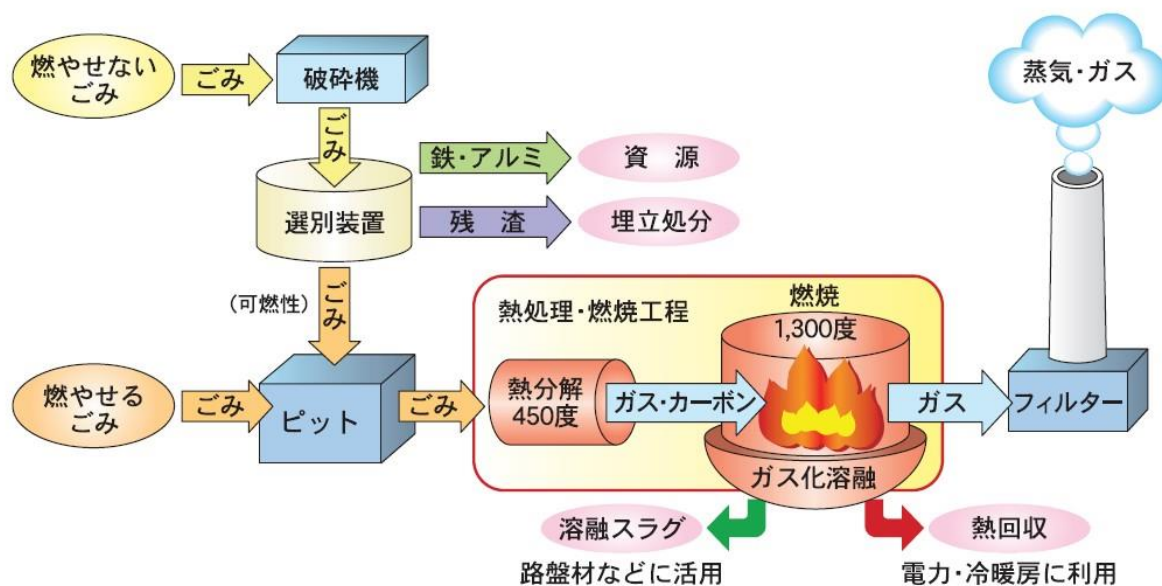 燃やせない
ごみ
ごみ
破砕機
蒸気・ガス
ごみ
鉄・アルミ
資　源
選別装置
残　渣
埋立処分
(可燃性)
ごみ
熱処理・燃焼工程
燃焼
1,300度
燃やせる
ごみ
ごみ
ピット
ごみ
熱分解
450度
ガス・カーボン
ガス
フィルター
ガス化溶融
溶融スラグ
路盤材などに活用
熱回収
電力・冷暖房に利用